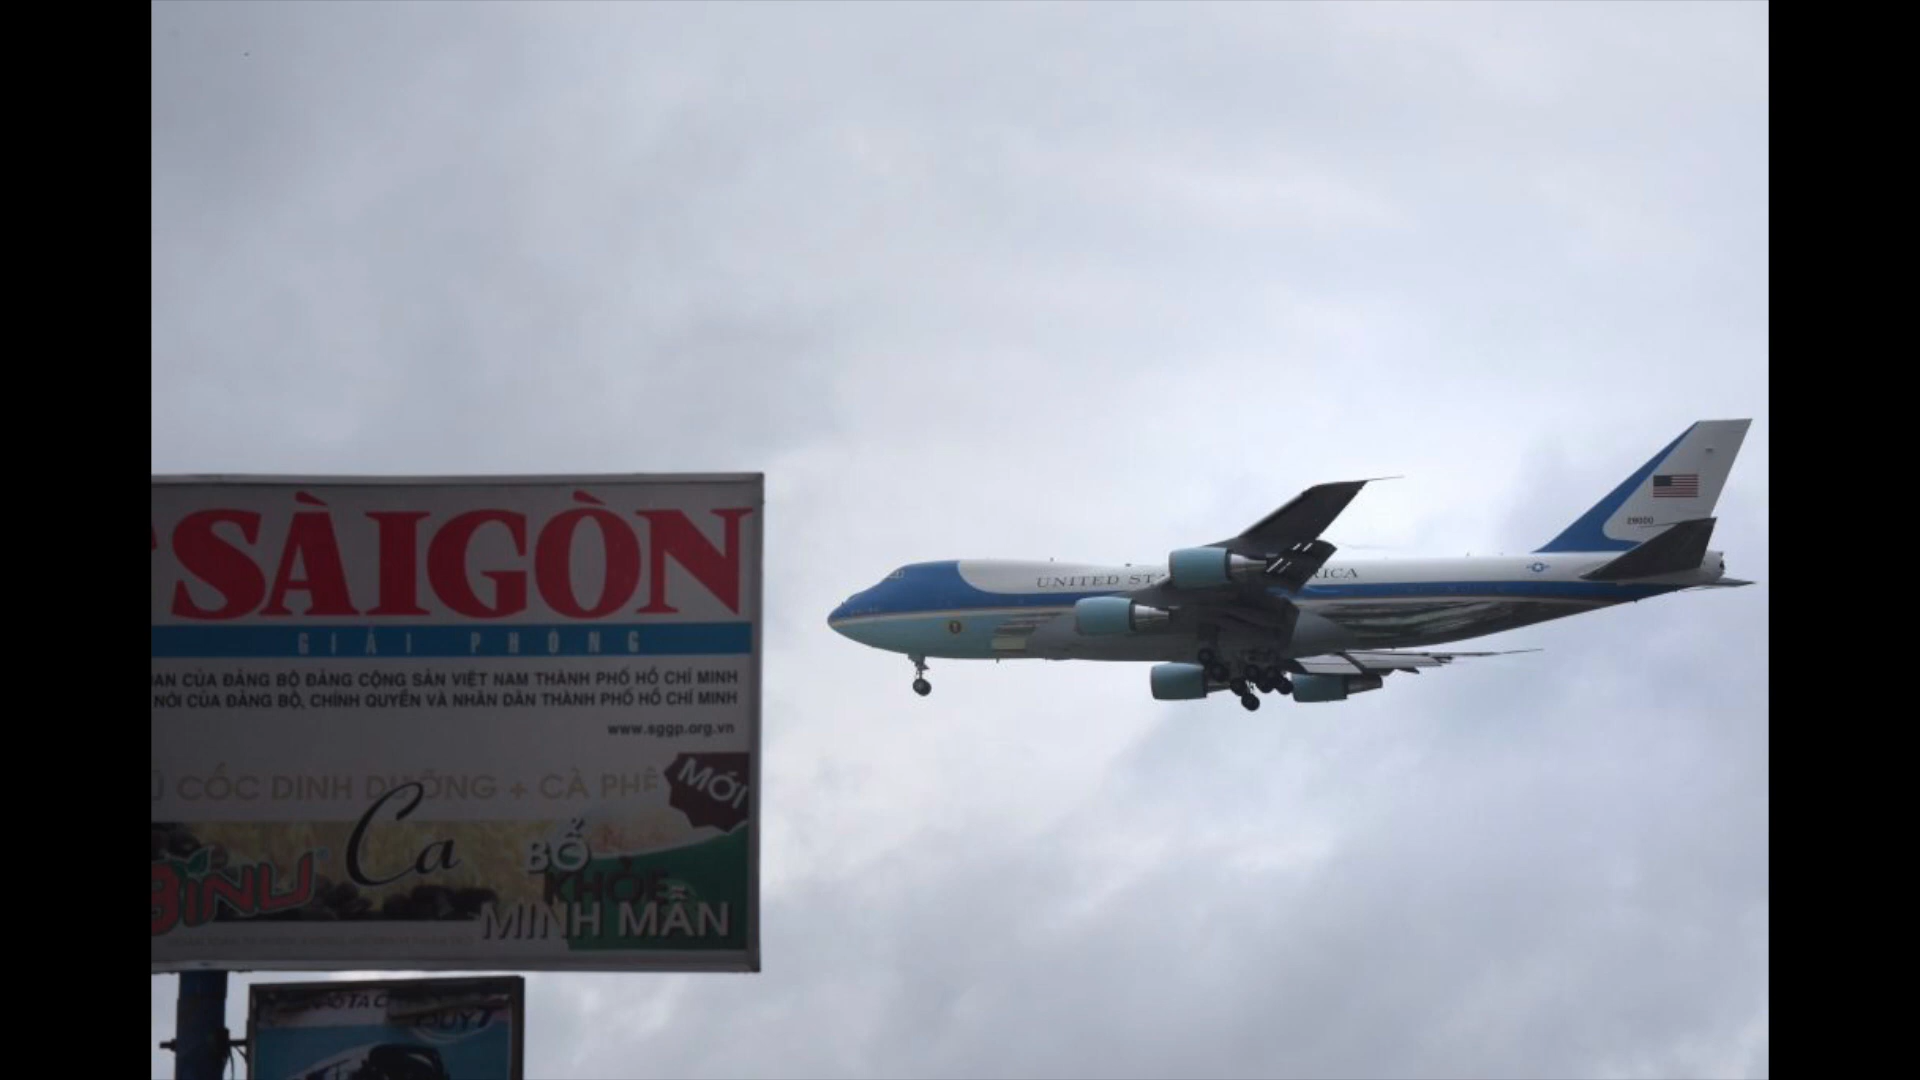 SÀIGÒN
GIẢI PHÓNG
CỦA ĐẢNG BỘ ĐẢNG CỘNG SẢN VIỆT NAM THÀNH PHỐ HỒ CHÍ MINH
NÓI CỦA ĐẢNG BỘ, CHÍNH QUYỀN VÀ NHÂN DÂN THÀNH PHỐ HỒ CHÍ MINH
www.sggp.org.vn
CỐC DINH DƯỠNG + CÀ PHÊ
MỚI
Ca
BỔ
KHỎE
MINH MẪN
UNITED STA RICA
28000